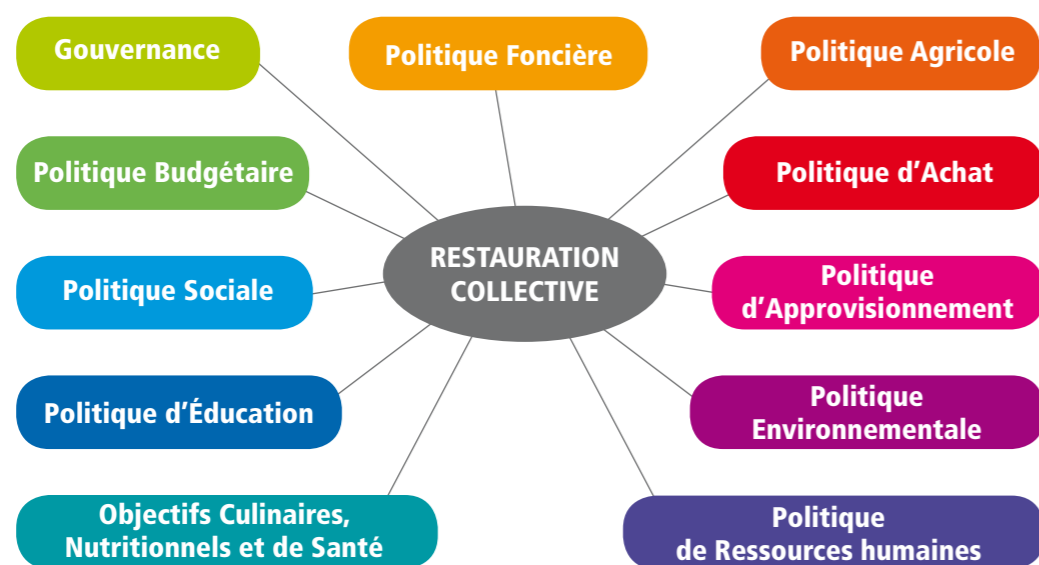 Gouvernance
Politique Foncière
Politique Agricole
Politique Budgétaire
Politique d’Achat
RESTAURATION
COLLECTIVE
Politique Sociale
Politique
d’Approvisionnement
Politique d’Éducation
Politique
Environnementale
Objectifs Culinaires,
Nutritionnels et de Santé
Politique
de Ressources humaines